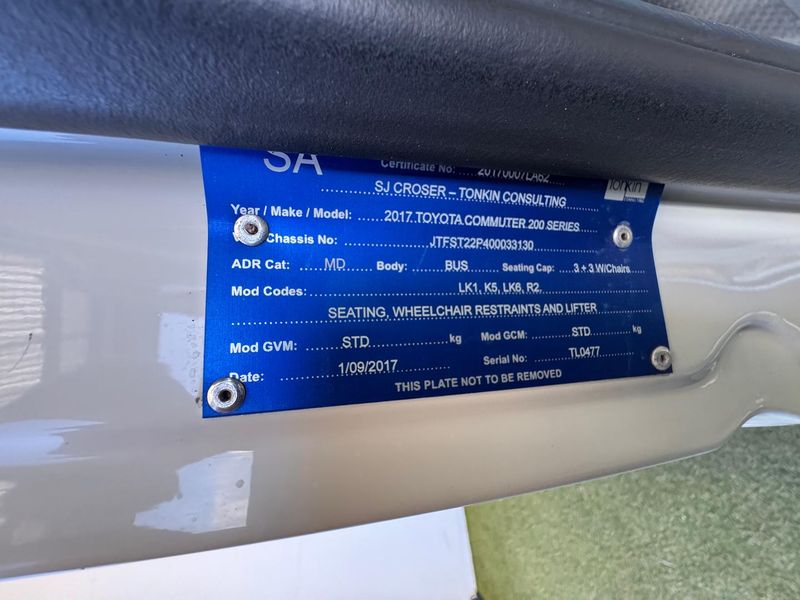 SA
Certificate No: 20170007LA62
Tonkin
SJ CROSER – TONKIN CONSULTING
Year / Make / Model: 2017 TOYOTA COMMUTER 200 SERIES
Chassis No: JTFST22P400033130
ADR Cat: MD Body: BUS Seating Cap: 3 + 3 W/Chairs
Mod Codes: LK1, K5, LK6, R2.
SEATING, WHEELCHAIR RESTRAINTS AND LIFTER
Mod GVM: STD kg Mod GCM: STD kg
Date: 1/09/2017 Serial No: TL0477
THIS PLATE NOT TO BE REMOVED